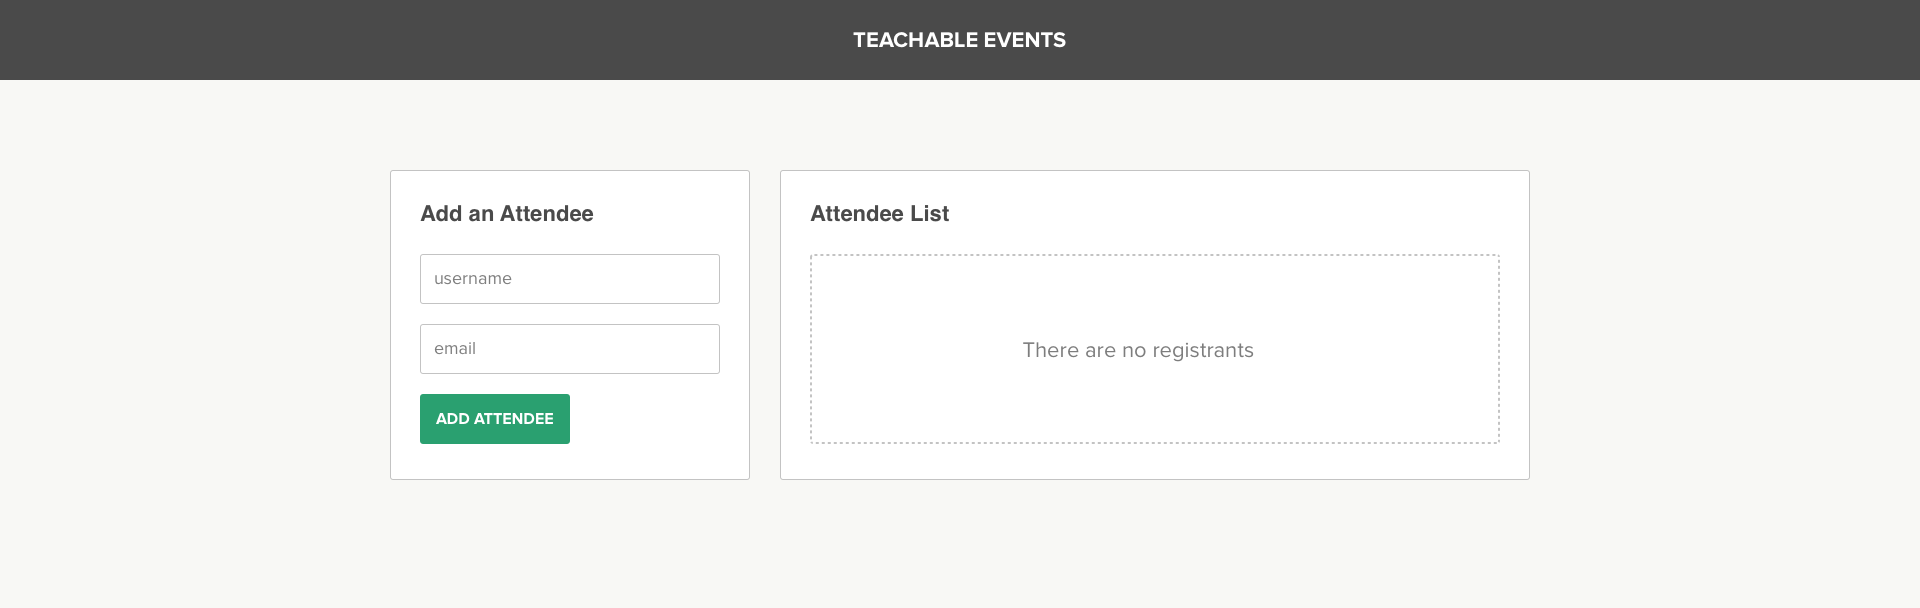 TEACHABLE EVENTS
Add an Attendee
username
email
ADD ATTENDEE
Attendee List
There are no registrants